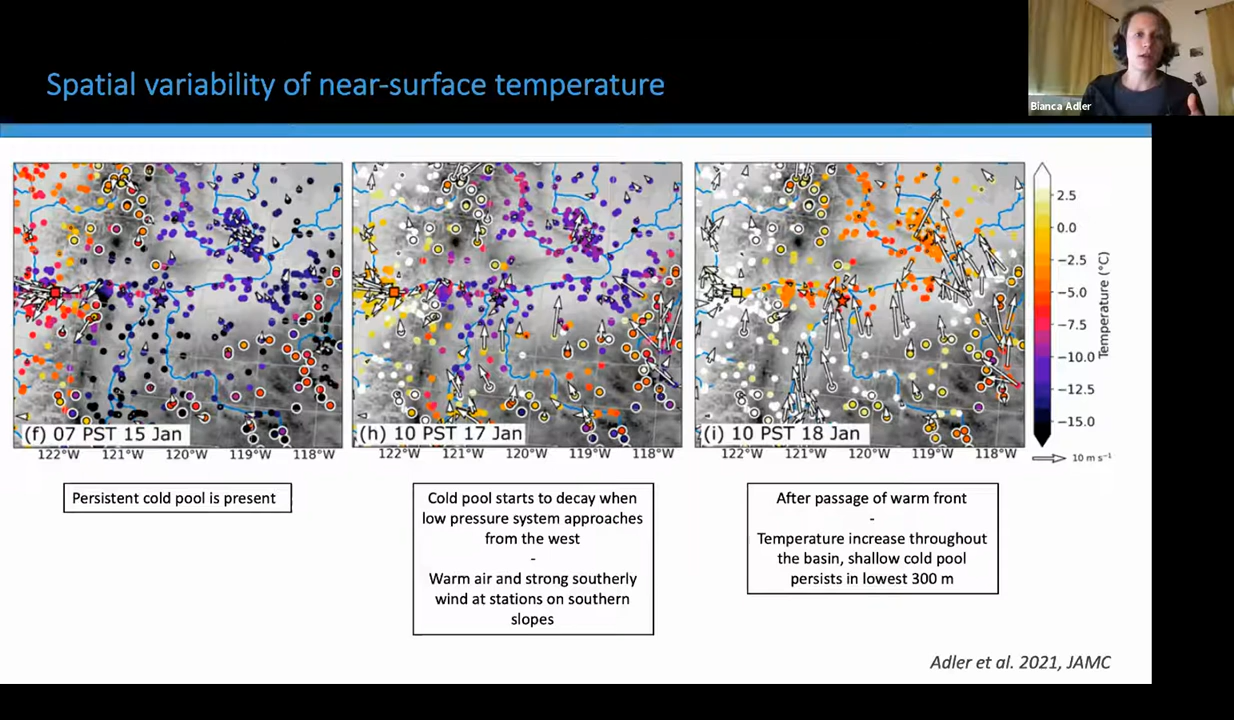 Spatial variability of near-surface temperature
Bianca Adler
(f) 07 PST 15 Jan
(h) 10 PST 17 Jan
(i) 10 PST 18 Jan
122°W 121°W 120°W 119°W 118°W
122°W 121°W 120°W 119°W 118°W
122°W 121°W 120°W 119°W 118°W
2.5
0.0
−2.5
−5.0
−7.5
−10.0
−12.5
−15.0
Temperature (°C)
10 m s⁻¹
Persistent cold pool is present
Cold pool starts to decay when
low pressure system approaches
from the west
-
Warm air and strong southerly
wind at stations on southern
slopes
After passage of warm front
-
Temperature increase throughout
the basin, shallow cold pool
persists in lowest 300 m
Adler et al. 2021, JAMC